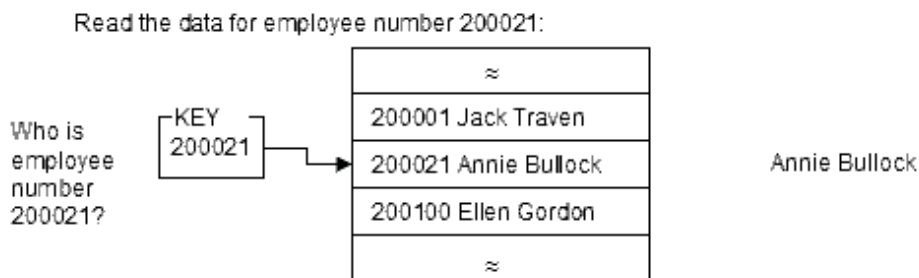 Read the data for employee number 200021:
≈
200001 Jack Traven
200021 Annie Bullock
200100 Ellen Gordon
≈
Who is
employee
number
200021?
KEY
200021
Annie Bullock